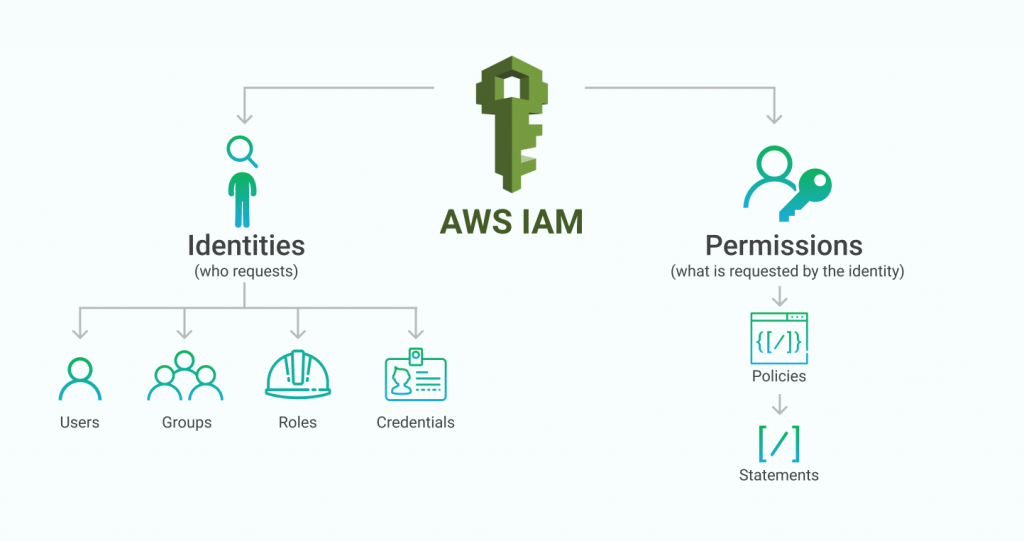 AWS IAM
Identities
(who requests)
Users
Groups
Roles
Credentials
Permissions
(what is requested by the identity)
{[/]}
Policies
[/]
Statements